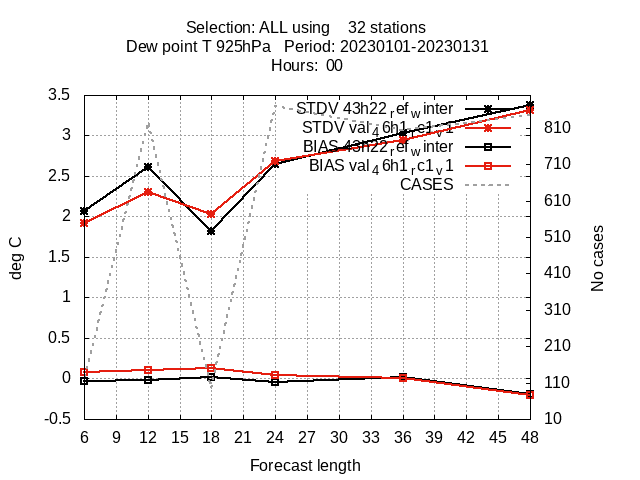 Selection: ALL using    32 stations
Dew point T 925hPa   Period: 20230101-20230131
Hours:  00
STDV 43h22_ref_winter
STDV val_46h1_rc1_v1
BIAS 43h22_ref_winter
BIAS val_46h1_rc1_v1
CASES
3.5
3
2.5
2
1.5
1
0.5
0
-0.5
deg C
810
710
610
510
410
310
210
110
10
No cases
6 9 12 15 18 21 24 27 30 33 36 39 42 45 48
Forecast length